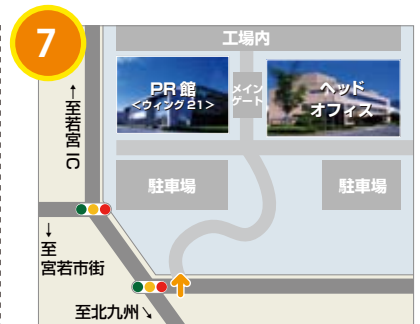 7
工場内
PR館
<ウィング21>
メイン
ゲート
ヘッド
オフィス
↑至若宮IC
駐車場
駐車場
↓
至
宮若市街
至北九州↘